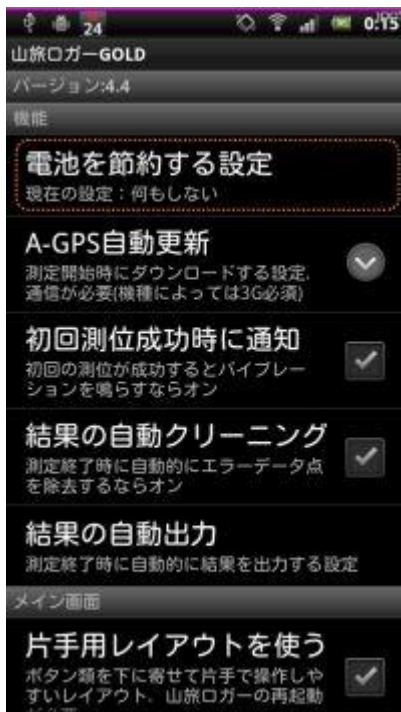 24 0:15
山旅ロガーGOLD
バージョン:4.4
機能
電池を節約する設定
現在の設定：何もしない
A-GPS自動更新
測定開始時にダウンロードする設定.
通信が必要(機種によっては3G必須)
初回測位成功時に通知
初回の測位が成功するとバイブレー
ションを鳴らすならオン
結果の自動クリーニング
測定終了時に自動的にエラーデータ点
を除去するならオン
結果の自動出力
測定終了時に自動的に結果を出力する設定
メイン画面
片手用レイアウトを使う
ボタン類を下に寄せて片手で操作しや
すいレイアウト．山旅ロガーの再起動